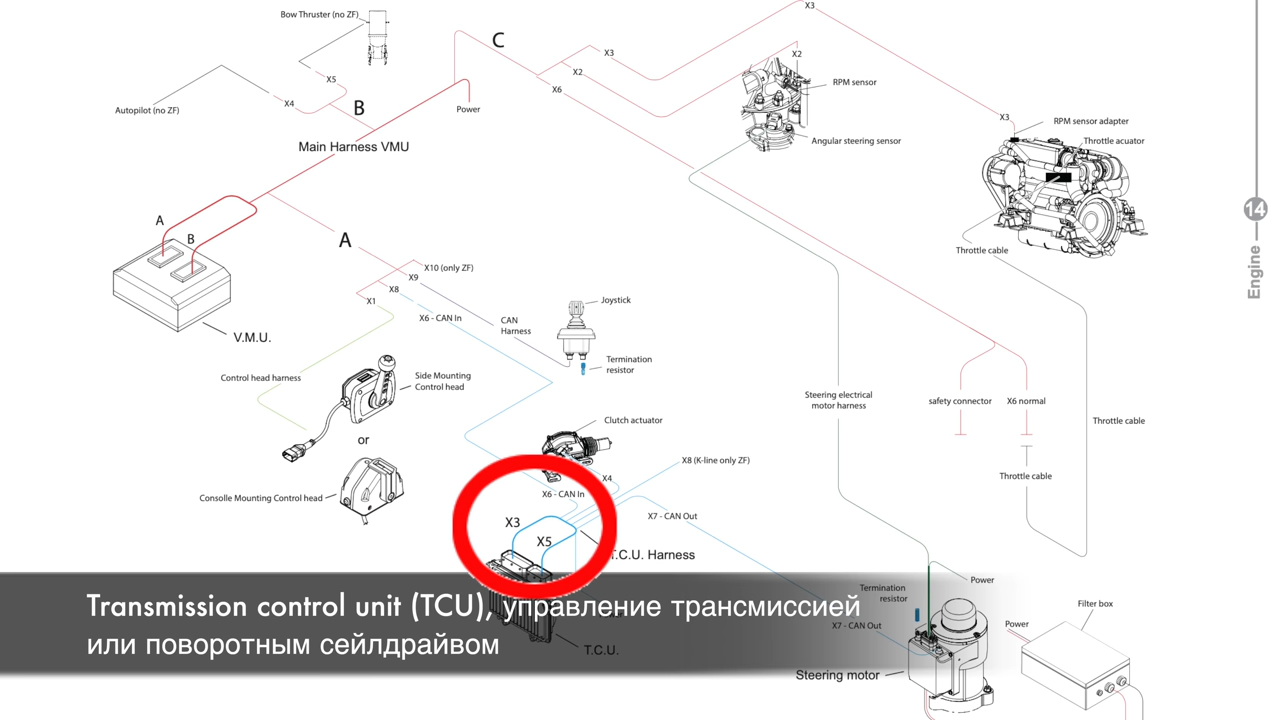 X3
Bow Thruster (no ZF)
C
X3
X2
X2
X5
X6
RPM sensor
X4
B
Autopilot (no ZF)
Power
X3
RPM sensor adapter
Throttle acuator
Angular steering sensor
Main Harness VMU
14
Engine
A
B
A
Throttle cable
X10 (only ZF)
X9
X8
X1
Joystick
X6 - CAN In
CAN
Harness
V.M.U.
Termination
resistor
Control head harness
Side Mounting
Control head
Steering electrical
motor harness
safety connector
X6 normal
Clutch actuator
Throttle cable
or
X8 (K-line only ZF)
X4
Throttle cable
Consolle Mounting Control head
X6 - CAN In
X7 - CAN Out
X3
X5
T.C.U. Harness
Power
Termination
resistor
Filter box
Transmission control unit (TCU), управление трансмиссией
или поворотным сейлдрайвом
X7 - CAN Out
Power
T.C.U.
Steering motor